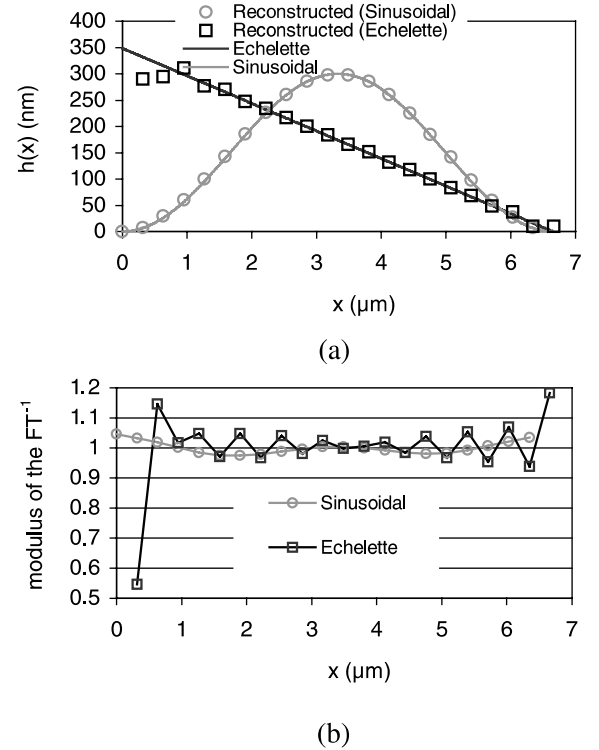 Reconstructed (Sinusoidal)
Reconstructed (Echelette)
Echelette
Sinusoidal
400
350
300
250
200
150
100
50
0
h(x) (nm)
0 1 2 3 4 5 6 7
x (µm)
(a)
1.2
1.1
1
0.9
0.8
0.7
0.6
0.5
modulus of the FT⁻¹
Sinusoidal
Echelette
0 1 2 3 4 5 6 7
x (µm)
(b)